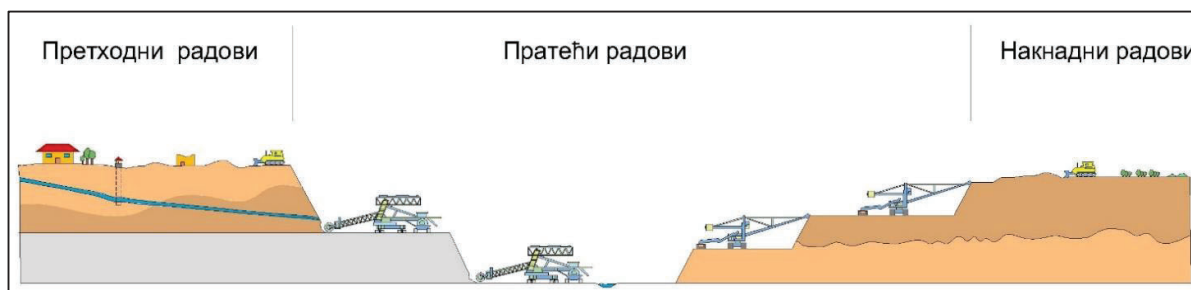 Претходни радови
Пратећи радови
Накнадни радови